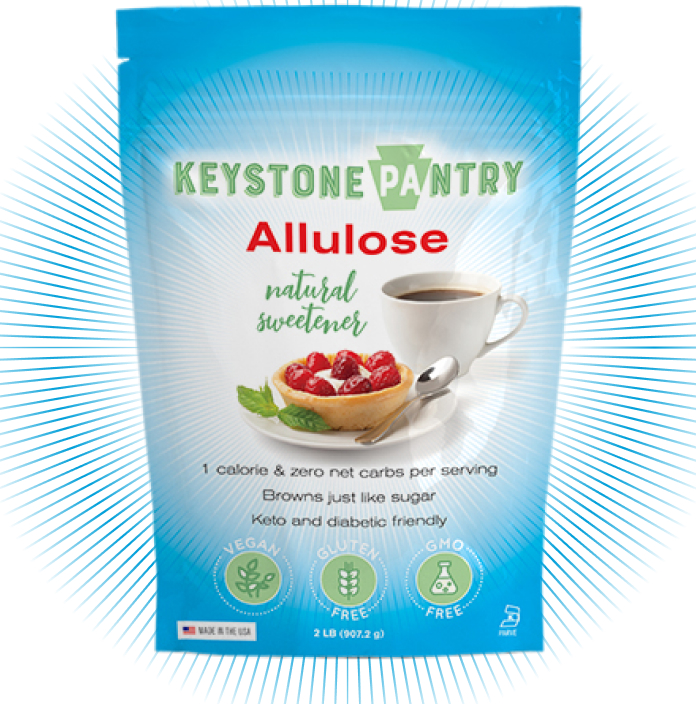 KEYSTONE PANTRY
Allulose
natural
sweetener
1 calorie & zero net carbs per serving
Browns just like sugar
Keto and diabetic friendly
VEGAN
GLUTEN
FREE
GMO
FREE
MADE IN THE USA
2 LB (907.2 g)
PARVE